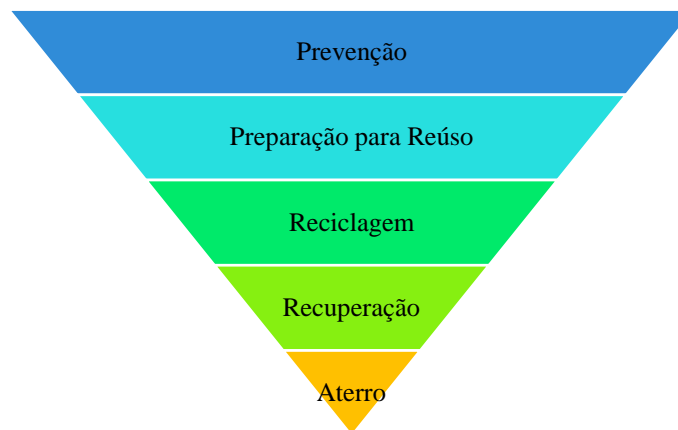 Prevenção
Preparação para Reúso
Reciclagem
Recuperação
Aterro